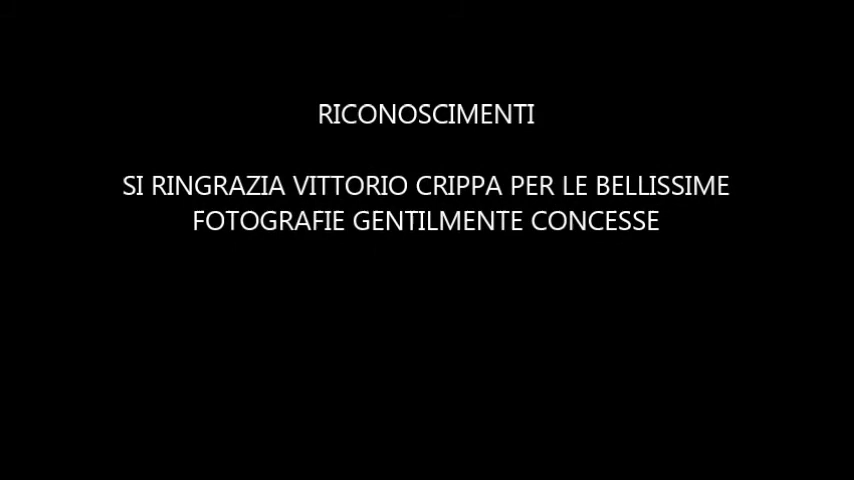 RICONOSCIMENTI
SI RINGRAZIA VITTORIO CRIPPA PER LE BELLISSIME
FOTOGRAFIE GENTILMENTE CONCESSE